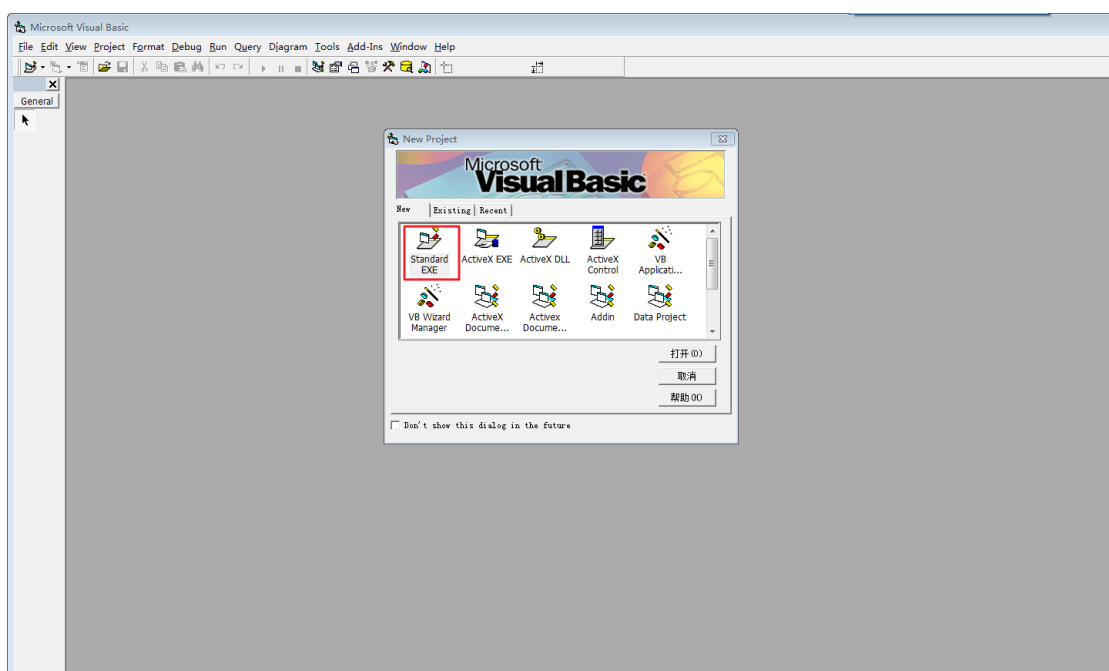 Microsoft Visual Basic
File Edit View Project Format Debug Run Query Diagram Tools Add-Ins Window Help
General
New Project
Microsoft
Visual Basic
New Existing Recent
Standard EXE
ActiveX EXE
ActiveX DLL
ActiveX Control
VB Applicati...
VB Wizard Manager
ActiveX Docume...
Activex Docume...
Addin
Data Project
打开(O)
取消
帮助(H)
Don't show this dialog in the future